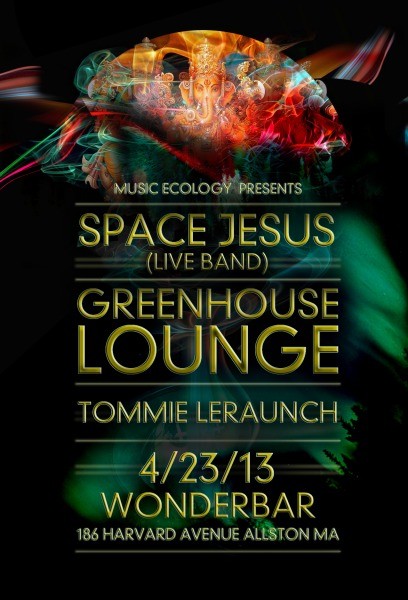 MUSIC ECOLOGY PRESENTS
SPACE JESUS
(LIVE BAND)
GREENHOUSE
LOUNGE
TOMMIE LERAUNCH
4/23/13
WONDERBAR
186 HARVARD AVENUE ALLSTON MA